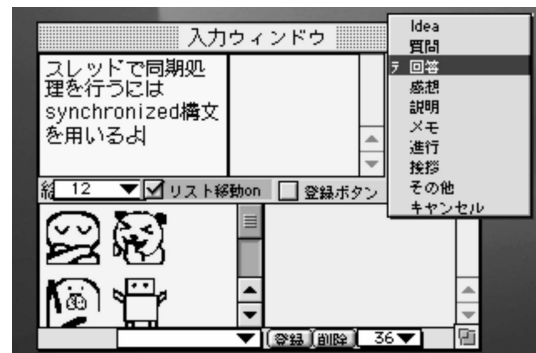 入力ウィンドウ
スレッドで同期処
理を行うには
synchronized構文
を用いるよ
Idea
質問
テ 回答
感想
説明
メモ
進行
挨拶
その他
キャンセル
12
リスト移動on
登録ボタン
登録 削除 36